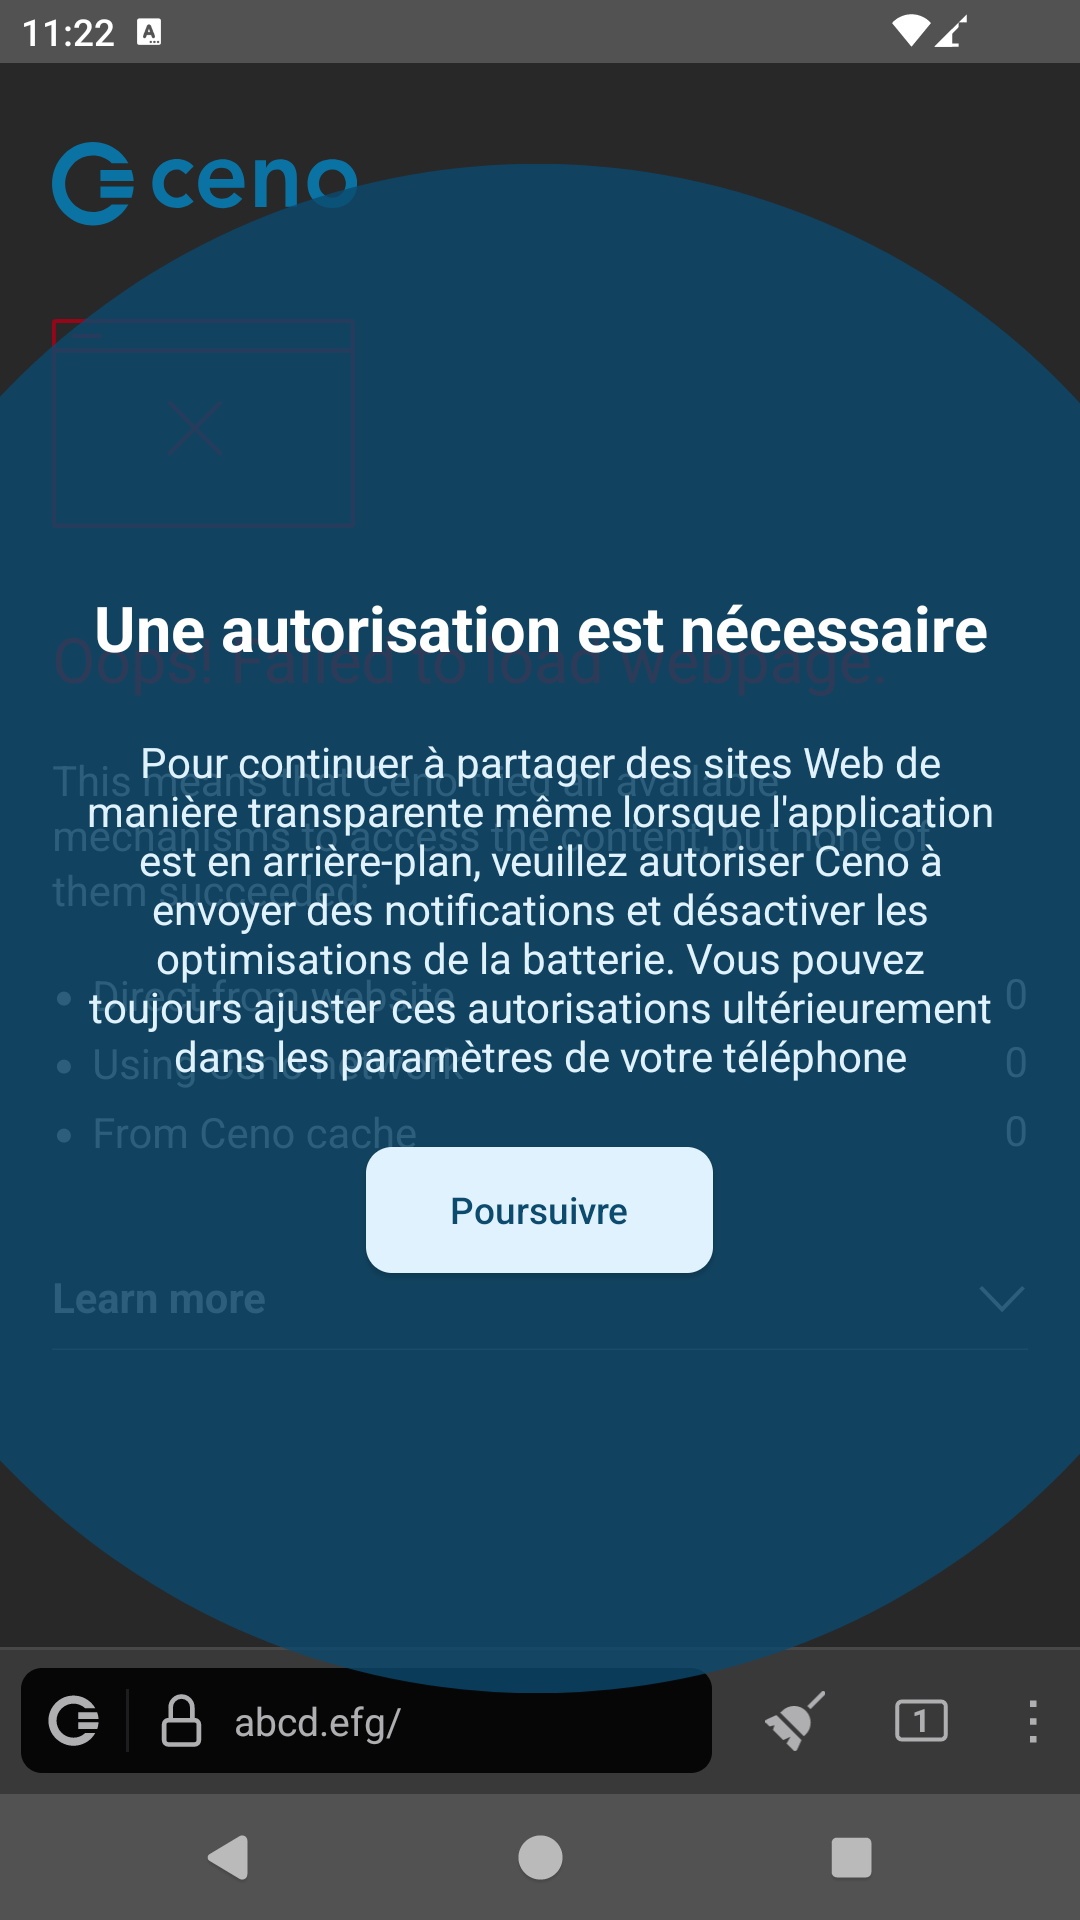 11:22
ceno
Une autorisation est nécessaire
Oops! Failed to load webpage.
Pour continuer à partager des sites Web de
manière transparente même lorsque l'application
est en arrière-plan, veuillez autoriser Ceno à
envoyer des notifications et désactiver les
optimisations de la batterie. Vous pouvez
toujours ajuster ces autorisations ultérieurement
dans les paramètres de votre téléphone
This means that Ceno tried all available
mechanisms to access the content, but none of
them succeeded:
Direct from website 0
Using Ceno network 0
From Ceno cache 0
Poursuivre
Learn more
abcd.efg/
1